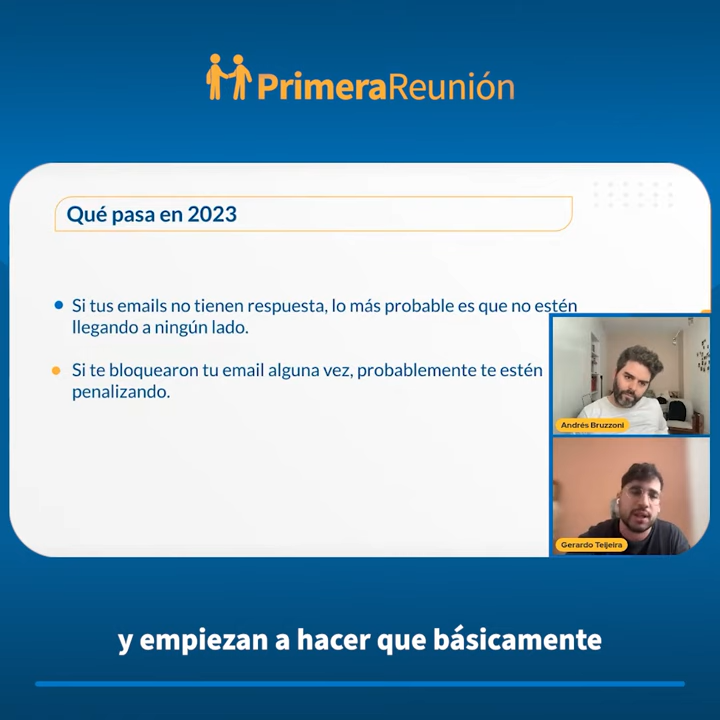 PrimeraReunión
Qué pasa en 2023
Si tus emails no tienen respuesta, lo más probable es que no estén
llegando a ningún lado.
Si te bloquearon tu email alguna vez, probablemente te estén
penalizando.
Andrés Bruzzoni
Gerardo Teijeira
y empiezan a hacer que básicamente